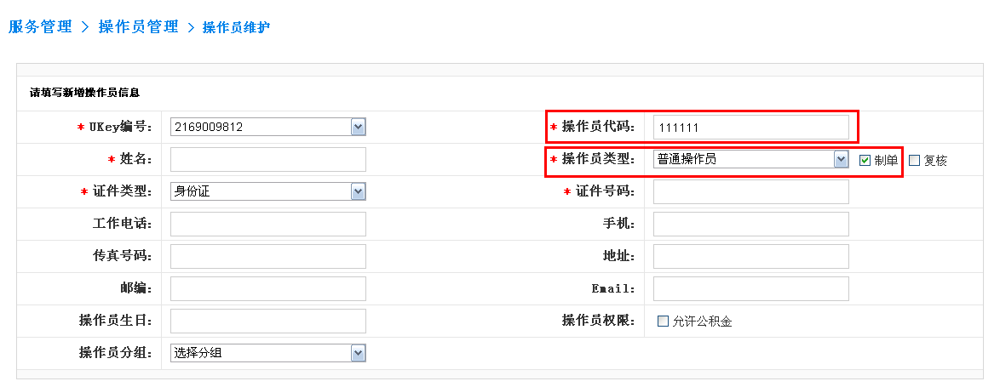 服务管理 > 操作员管理 > 操作员维护
请填写新增操作员信息
* UKey编号： 2169009812 * 操作员代码： 111111
* 姓名： * 操作员类型： 普通操作员 制单 复核
* 证件类型： 身份证 * 证件号码：
工作电话： 手机：
传真号码： 地址：
邮编： Email：
操作员生日： 操作员权限： 允许公积金
操作员分组： 选择分组